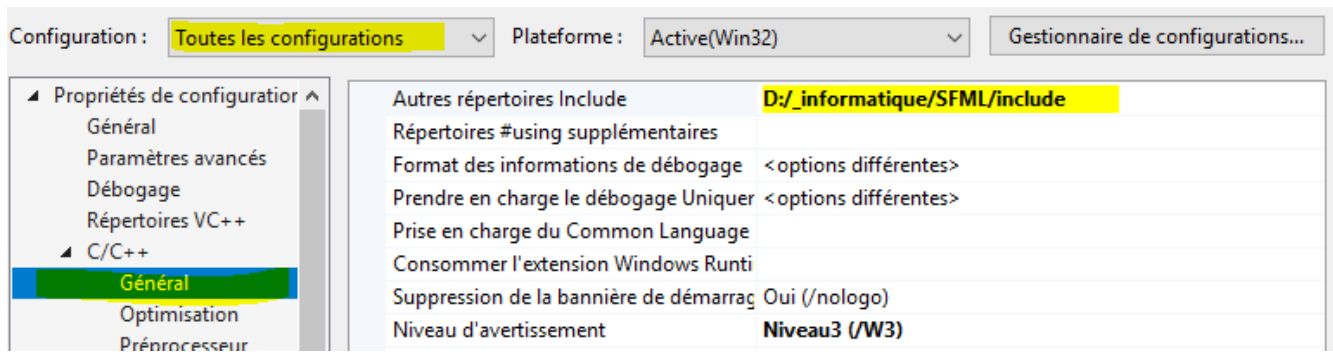 Configuration : Toutes les configurations Plateforme : Active(Win32) Gestionnaire de configurations...
Propriétés de configuration
Général
Paramètres avancés
Débogage
Répertoires VC++
C/C++
Général
Optimisation
Préprocesseur
Autres répertoires Include D:/_informatique/SFML/include
Répertoires #using supplémentaires
Format des informations de débogage <options différentes>
Prendre en charge le débogage Uniquer <options différentes>
Prise en charge du Common Language
Consommer l'extension Windows Runti
Suppression de la bannière de démarrag Oui (/nologo)
Niveau d'avertissement Niveau3 (/W3)